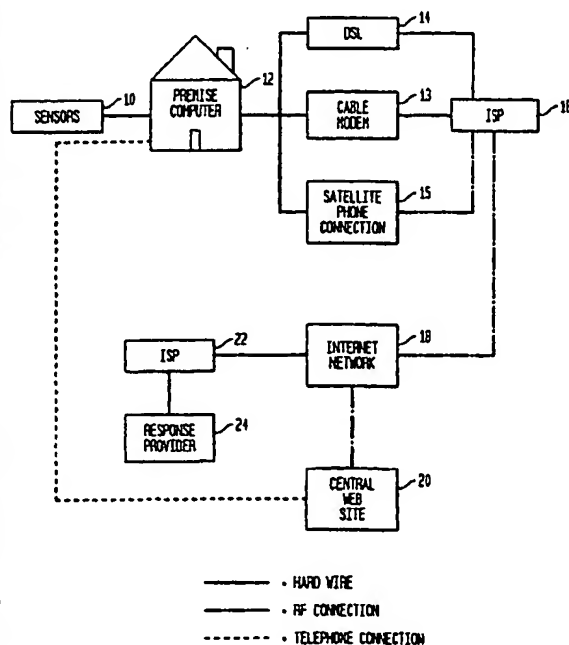 DSL
14
10
SENSORS
PREMISE
COMPUTER
12
CABLE
MODEM
13
ISP
16
SATELLITE
PHONE
CONNECTION
15
ISP
22
INTERNET
NETWORK
18
RESPONSE
PROVIDER
24
CENTRAL
WEB
SITE
20
• HARD WIRE
• RF CONNECTION
• TELEPHONE CONNECTION